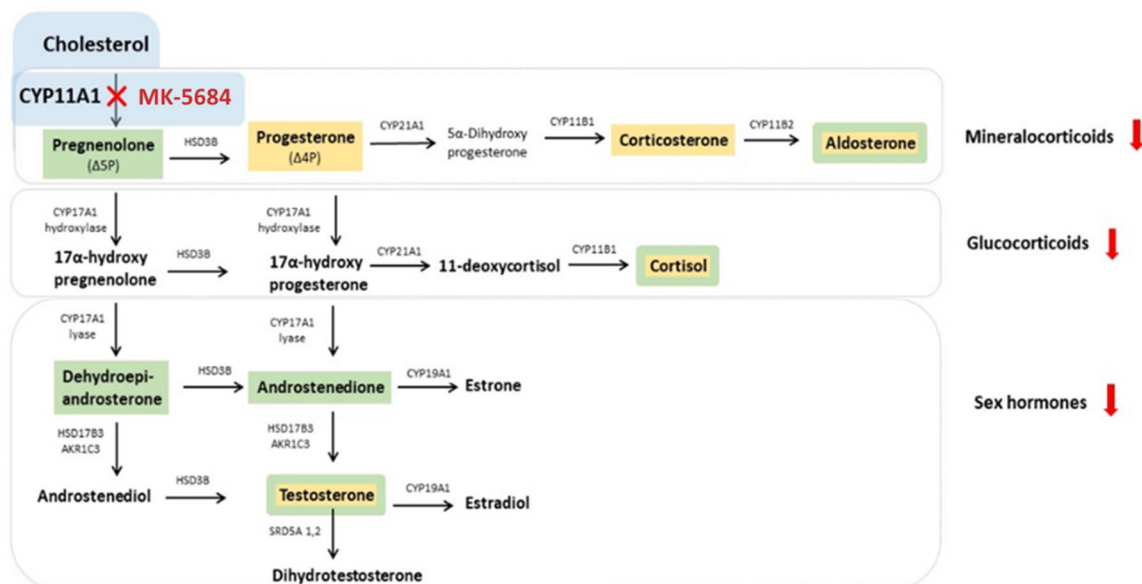 Cholesterol
CYP11A1 MK-5684
Pregnenolone
(Δ5P)
HSD3B
Progesterone
(Δ4P)
CYP21A1
5α-Dihydroxy
progesterone
CYP11B1
Corticosterone
CYP11B2
Aldosterone
Mineralocorticoids
CYP17A1
hydroxylase
CYP17A1
hydroxylase
17α-hydroxy
pregnenolone
HSD3B
17α-hydroxy
progesterone
CYP21A1
11-deoxycortisol
CYP11B1
Cortisol
Glucocorticoids
CYP17A1
lyase
CYP17A1
lyase
Dehydroepi-
androsterone
HSD3B
Androstenedione
CYP19A1
Estrone
Sex hormones
HSD17B3
AKR1C3
HSD17B3
AKR1C3
Androstenediol
HSD3B
Testosterone
CYP19A1
Estradiol
SRD5A 1,2
Dihydrotestosterone